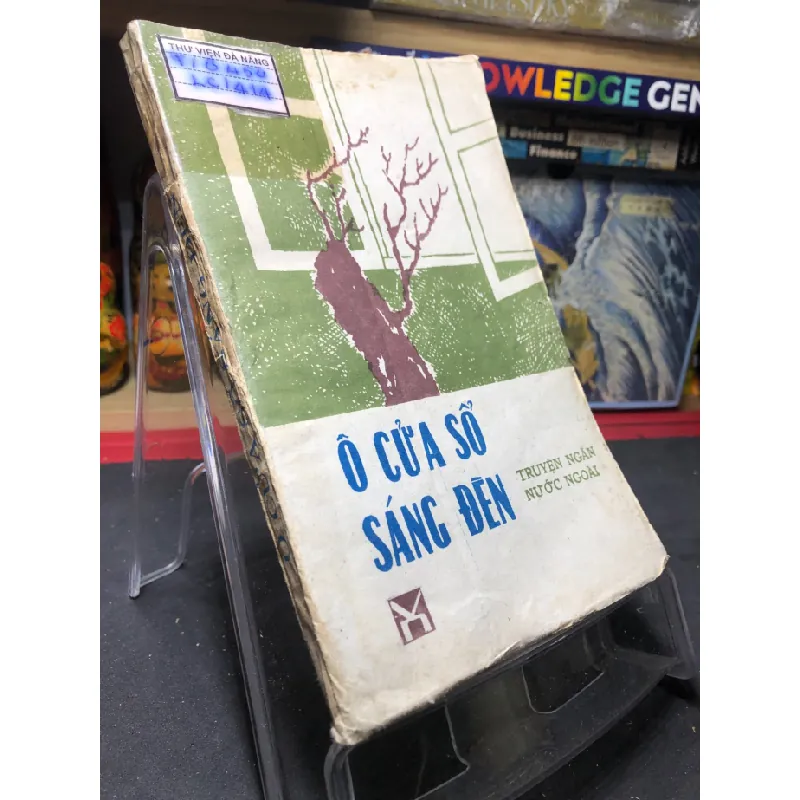 THƯ VIỆN ĐÀ NẴNG
OWLEDGE GEN
Business
Finance
Ô CỬA SỔ
SÁNG ĐÈN
TRUYỆN NGẮN
NƯỚC NGOÀI